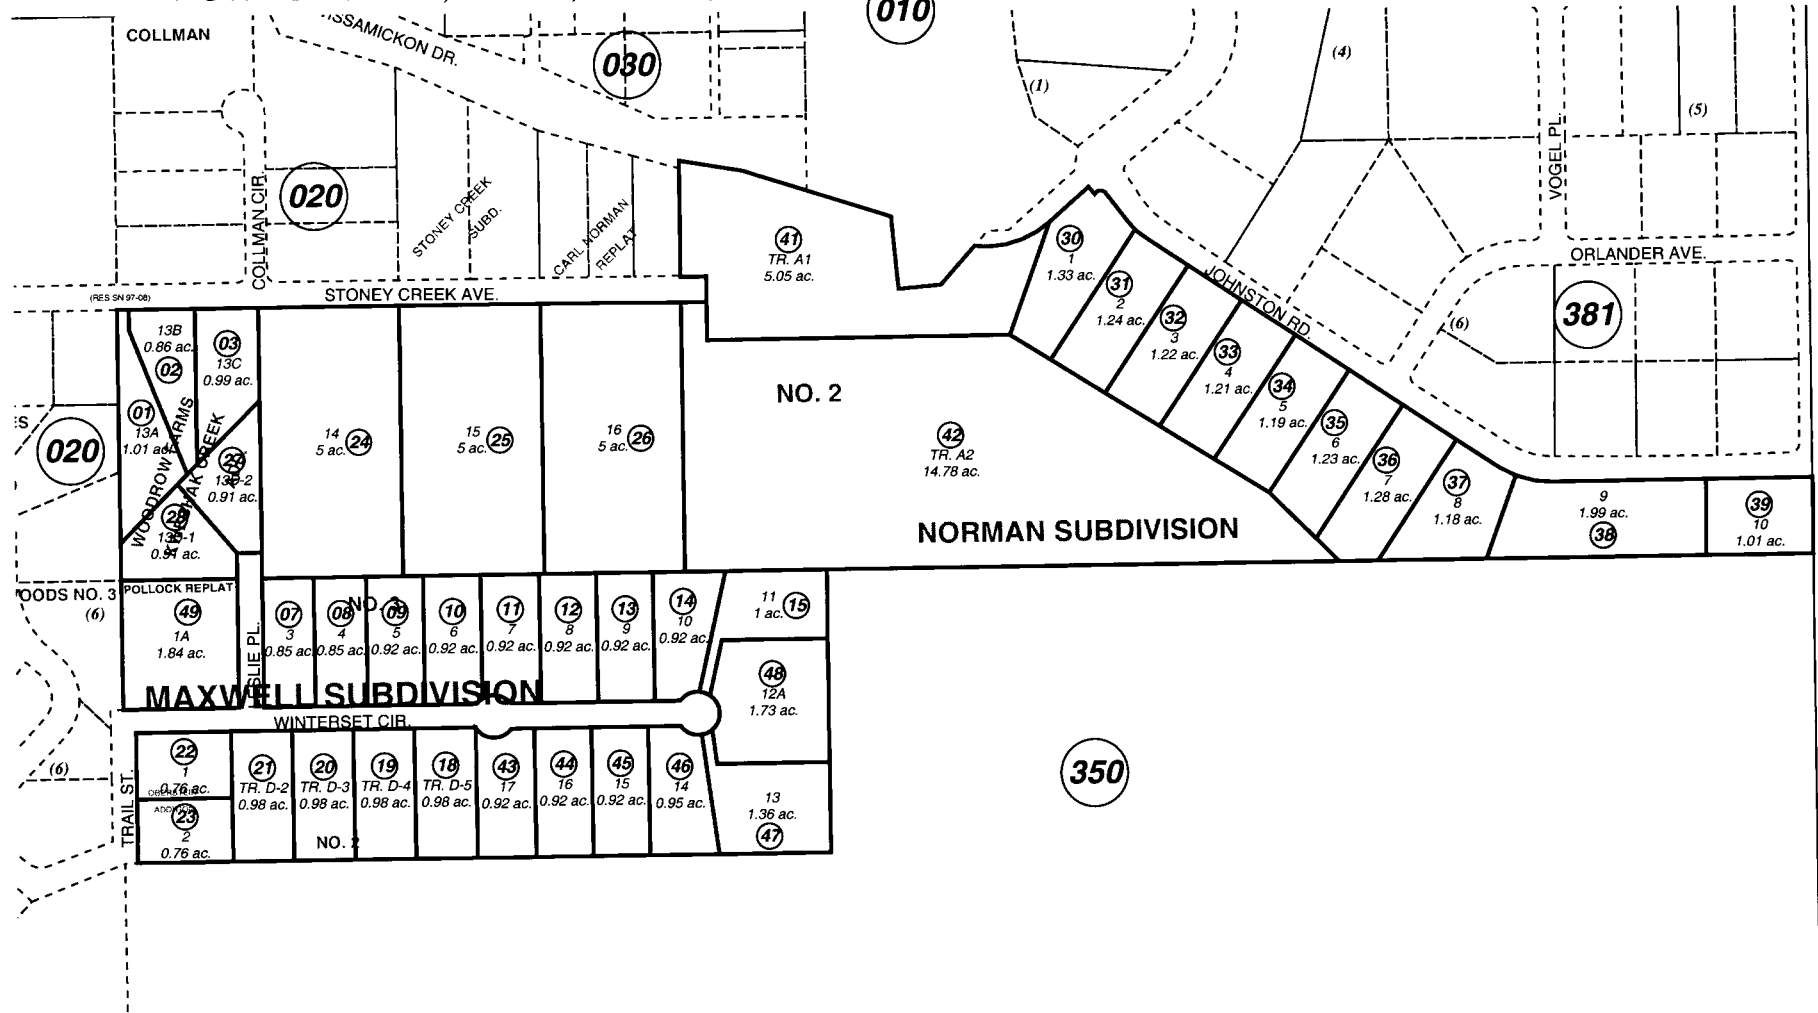 010
COLLMAN
ISSAMICKON DR.
030
(4)
(1)
(5)
VOGEL PL.
020
COLLMAN CIR.
STONEY CREEK
SUBD.
CARL NORMAN
REPLAT
41
TR. A1
5.05 ac.
30
1
1.33 ac.
ORLANDER AVE.
JOHNSTON RD.
381
(6)
(RES SN 97-08)
STONEY CREEK AVE.
31
2
1.24 ac.
32
3
1.22 ac.
33
4
1.21 ac.
34
5
1.19 ac.
35
6
1.23 ac.
36
7
1.28 ac.
37
8
1.18 ac.
9
1.99 ac.
38
39
10
1.01 ac.
13B
0.86 ac.
02
03
13C
0.99 ac.
01
13A
1.01 ac.
020
ES
WOODROW FARMS
CREEK
13D-2
0.91 ac.
13D-1
0.91 ac.
14
5 ac. 24
15
5 ac. 25
16
5 ac. 26
NO. 2
42
TR. A2
14.78 ac.
NORMAN SUBDIVISION
OODS NO. 3
(6)
POLLOCK REPLAT
49
1A
1.84 ac.
LESLIE PL.
NO. 3
07
3
0.85 ac.
08
4
0.85 ac.
09
5
0.92 ac.
10
6
0.92 ac.
11
7
0.92 ac.
12
8
0.92 ac.
13
9
0.92 ac.
14
10
0.92 ac.
11
1 ac. 15
48
12A
1.73 ac.
MAXWELL SUBDIVISION
WINTERSET CIR.
(6)
TRAIL ST.
22
1
0.76 ac.
23
2
0.76 ac.
21
TR. D-2
0.98 ac.
20
TR. D-3
0.98 ac.
19
TR. D-4
0.98 ac.
18
TR. D-5
0.98 ac.
43
17
0.92 ac.
44
16
0.92 ac.
45
15
0.92 ac.
46
14
0.95 ac.
13
1.36 ac.
47
NO. 2
350